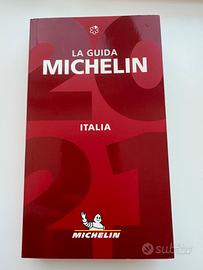 LA GUIDA
MICHELIN
20
ITALIA
21
MICHELIN
subito